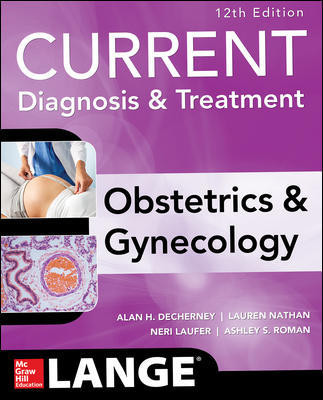 12th Edition
CURRENT
Diagnosis & Treatment
Obstetrics &
Gynecology
ALAN H. DECHERNEY | LAUREN NATHAN
NERI LAUFER | ASHLEY S. ROMAN
Mc
Graw
Hill
Education
LANGE®